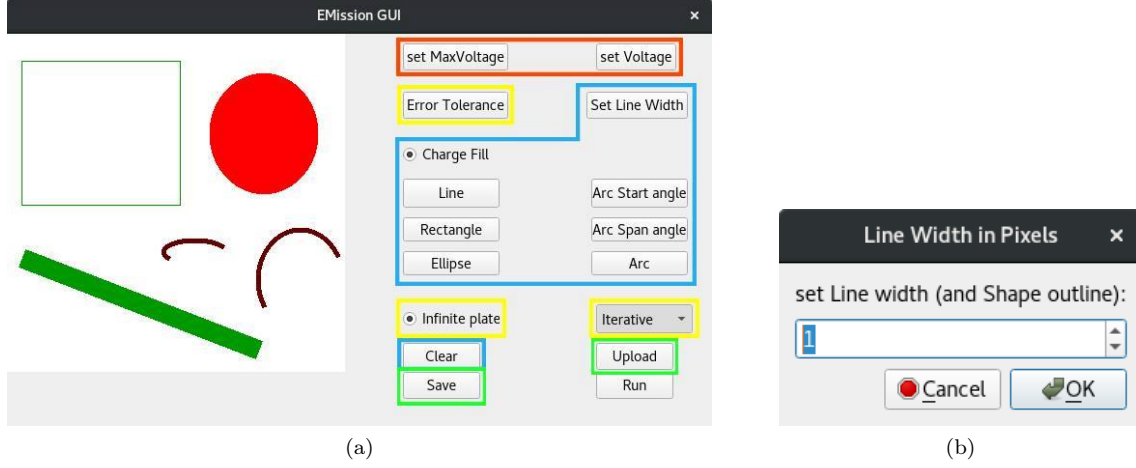 EMission GUI ×
set MaxVoltage set Voltage
Error Tolerance Set Line Width
Charge Fill
Line Arc Start angle
Rectangle Arc Span angle
Ellipse Arc
Infinite plate Iterative
Clear Upload
Save Run
(a)
Line Width in Pixels ×
set Line width (and Shape outline):
1
Cancel OK
(b)